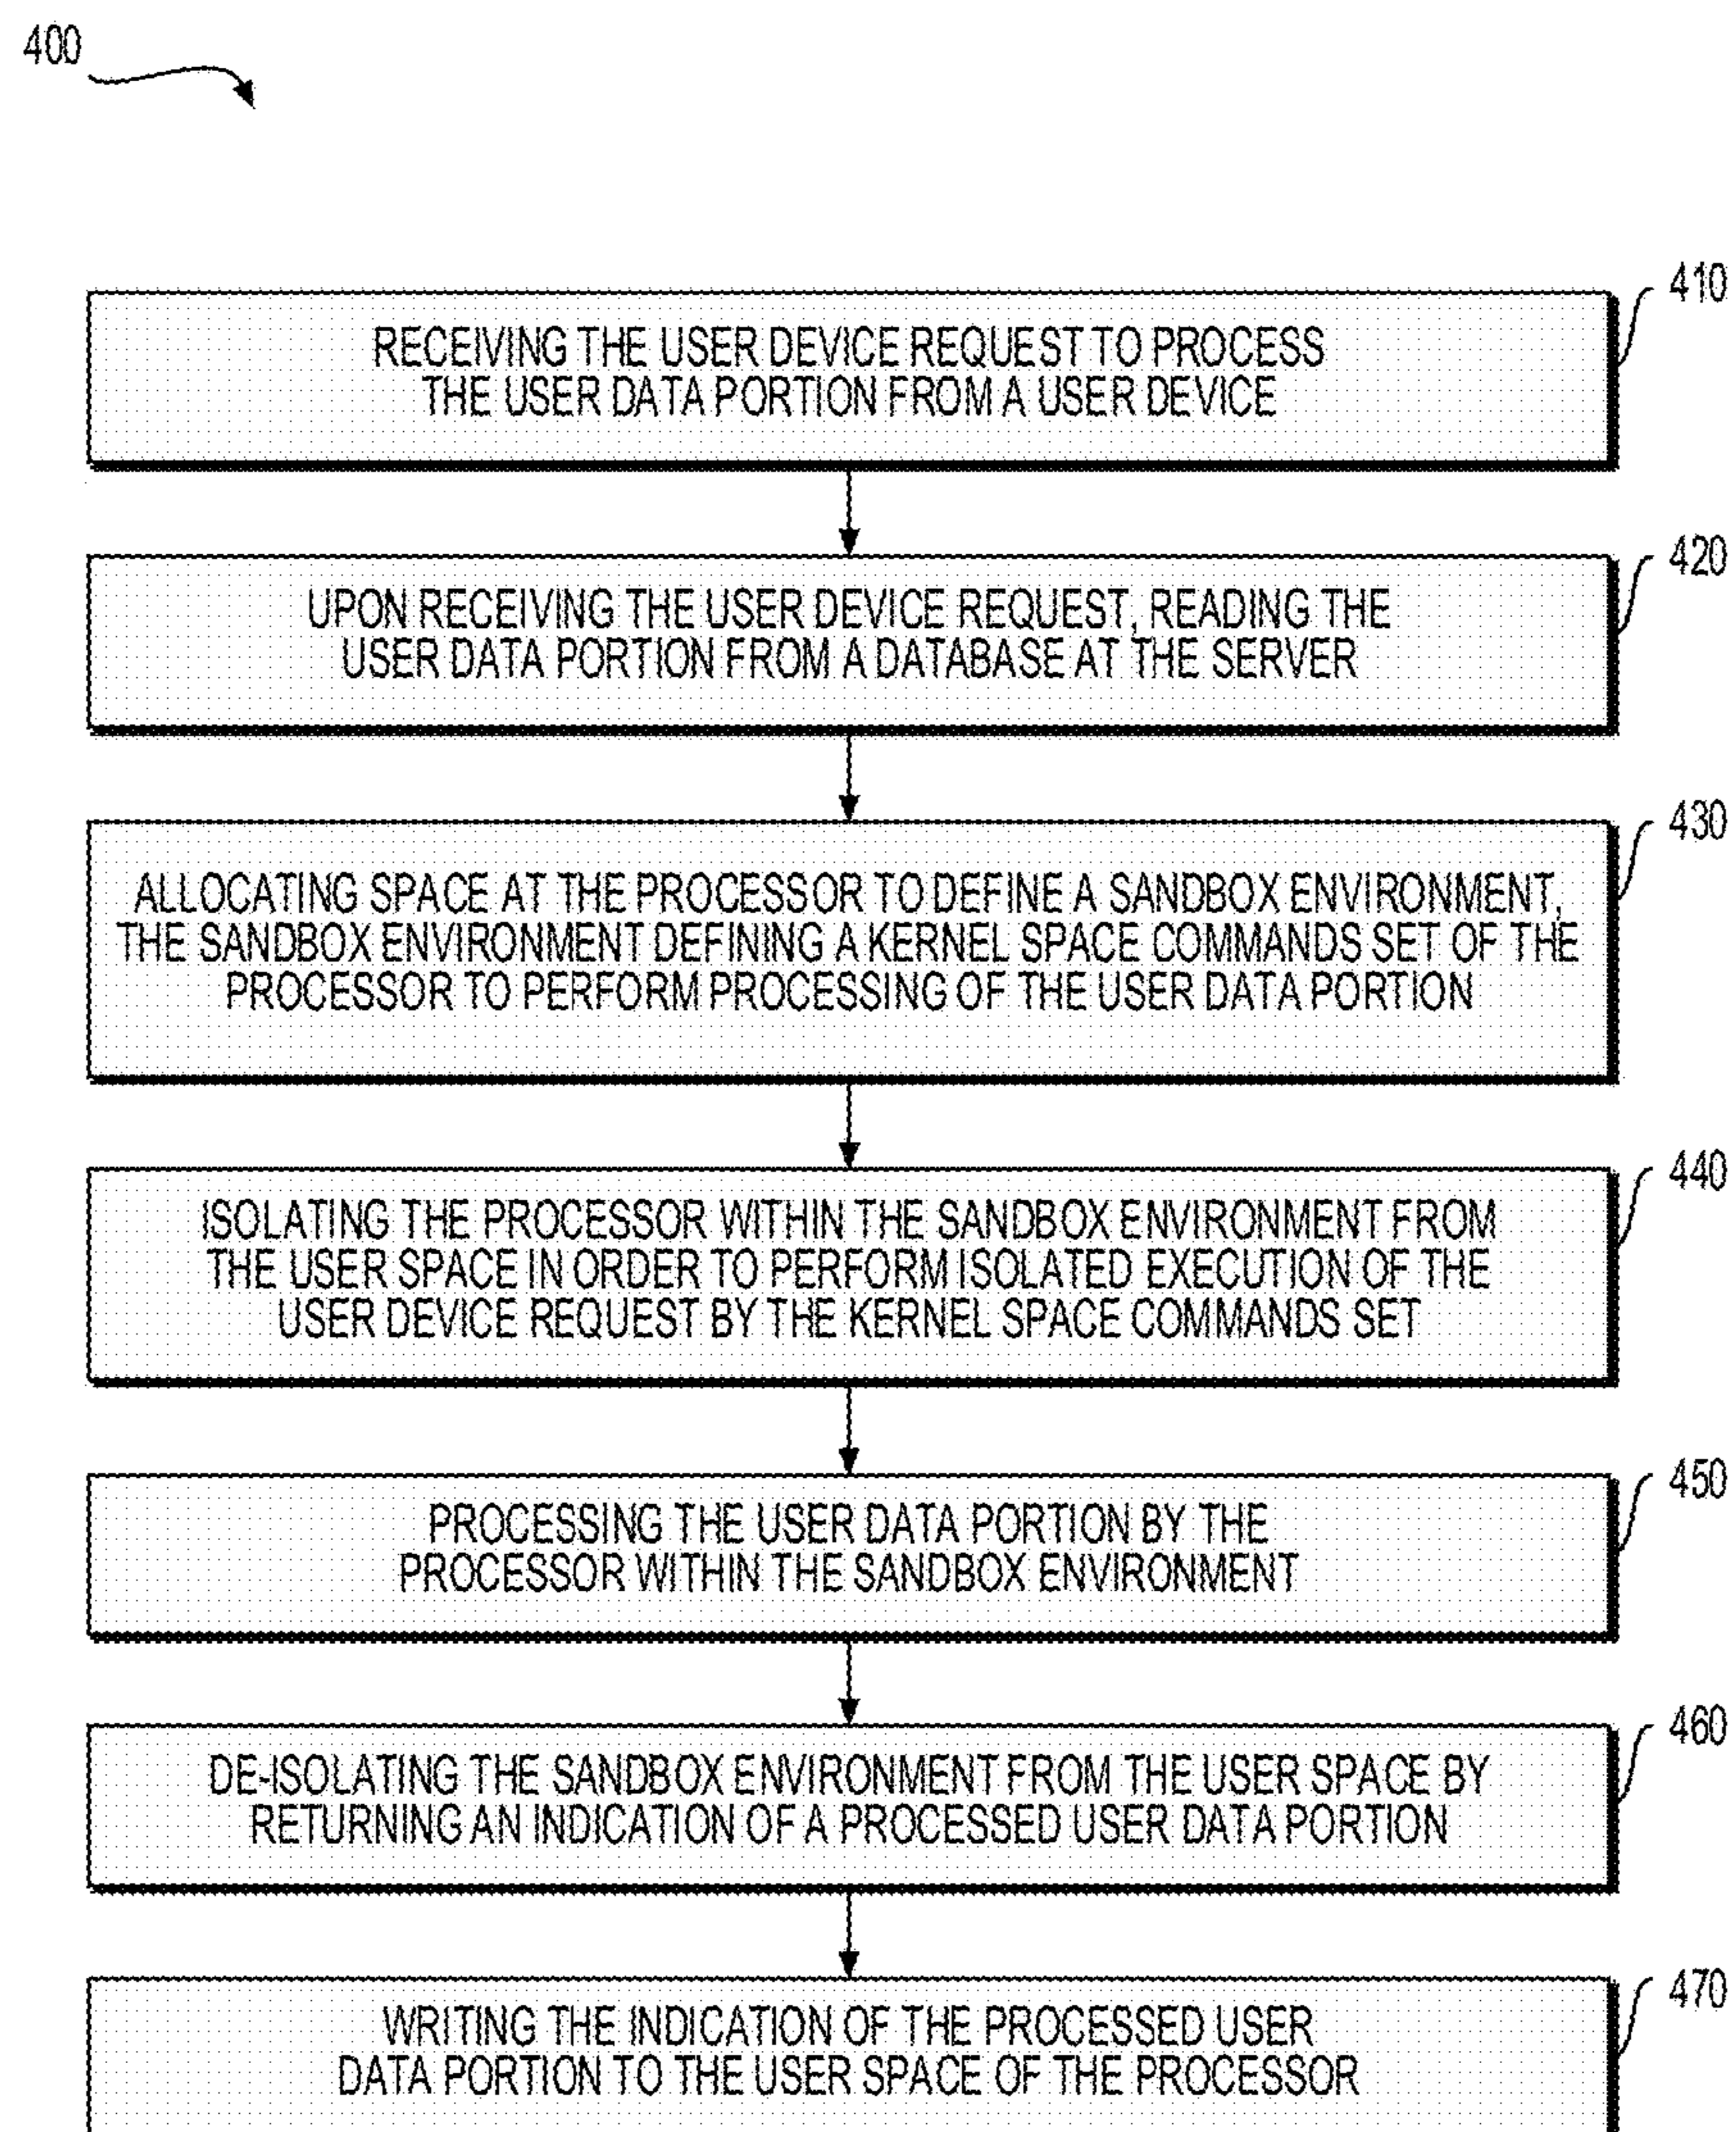 400
410
RECEIVING THE USER DEVICE REQUEST TO PROCESS
THE USER DATA PORTION FROM A USER DEVICE
420
UPON RECEIVING THE USER DEVICE REQUEST, READING THE
USER DATA PORTION FROM A DATABASE AT THE SERVER
430
ALLOCATING SPACE AT THE PROCESSOR TO DEFINE A SANDBOX ENVIRONMENT,
THE SANDBOX ENVIRONMENT DEFINING A KERNEL SPACE COMMANDS SET OF THE
PROCESSOR TO PERFORM PROCESSING OF THE USER DATA PORTION
440
ISOLATING THE PROCESSOR WITHIN THE SANDBOX ENVIRONMENT FROM
THE USER SPACE IN ORDER TO PERFORM ISOLATED EXECUTION OF THE
USER DEVICE REQUEST BY THE KERNEL SPACE COMMANDS SET
450
PROCESSING THE USER DATA PORTION BY THE
PROCESSOR WITHIN THE SANDBOX ENVIRONMENT
460
DE-ISOLATING THE SANDBOX ENVIRONMENT FROM THE USER SPACE BY
RETURNING AN INDICATION OF A PROCESSED USER DATA PORTION
470
WRITING THE INDICATION OF THE PROCESSED USER
DATA PORTION TO THE USER SPACE OF THE PROCESSOR